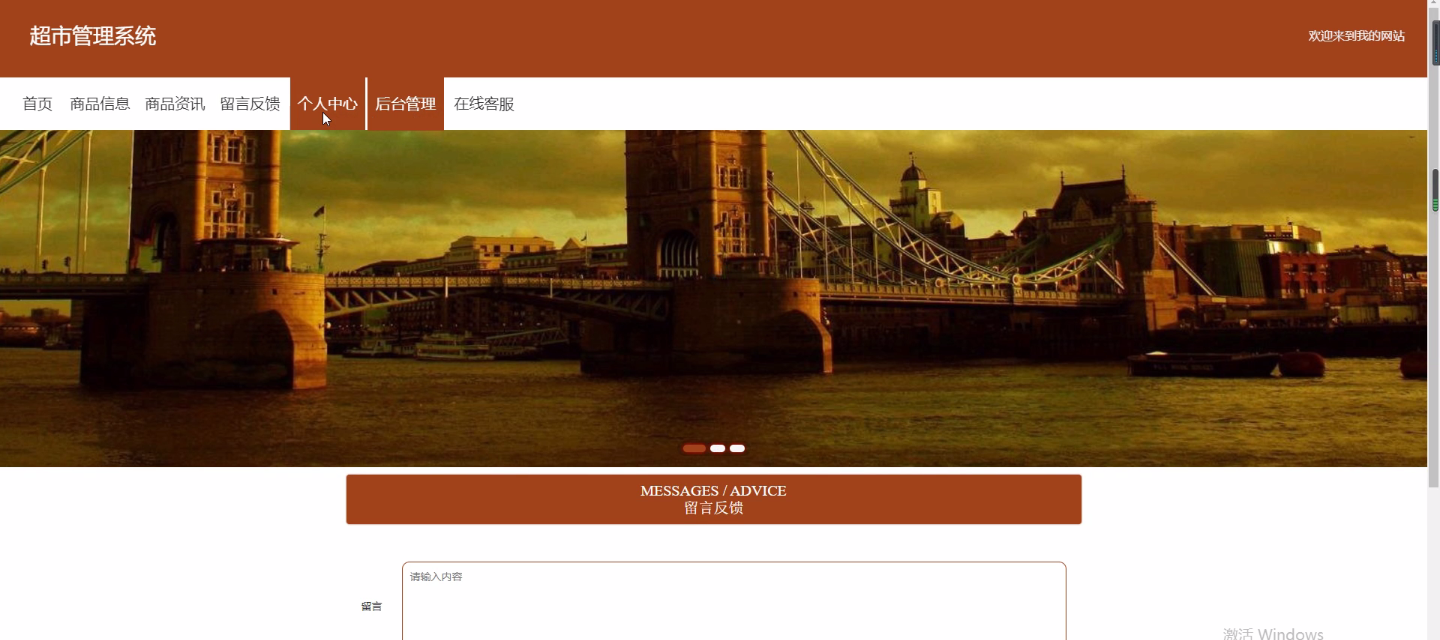 超市管理系统
欢迎来到我的网站
首页 商品信息 商品资讯 留言反馈 个人中心 后台管理 在线客服
MESSAGES / ADVICE
留言反馈
请输入内容
留言
激活 Windows